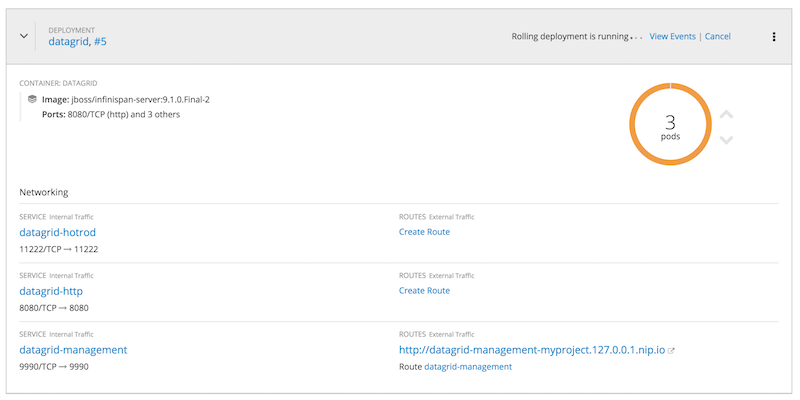 DEPLOYMENT
datagrid, #5
Rolling deployment is running... View Events | Cancel
CONTAINER: DATAGRID
Image: jboss/infinispan-server:9.1.0.Final-2
Ports: 8080/TCP (http) and 3 others
3
pods
Networking
SERVICE Internal Traffic
datagrid-hotrod
11222/TCP → 11222
ROUTES External Traffic
Create Route
SERVICE Internal Traffic
datagrid-http
8080/TCP → 8080
ROUTES External Traffic
Create Route
SERVICE Internal Traffic
datagrid-management
9990/TCP → 9990
ROUTES External Traffic
http://datagrid-management-myproject.127.0.0.1.nip.io
Route datagrid-management